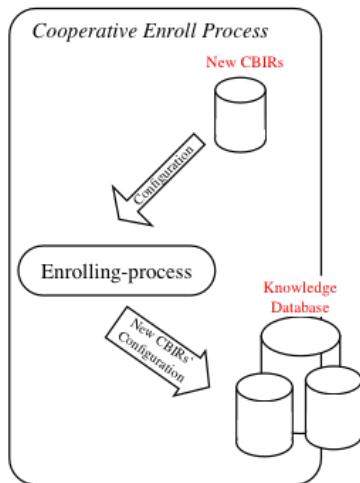 Cooperative Enroll Process
New CBIRs
Configuration
Enrolling-process
New CBIRs'
Configuration
Knowledge
Database